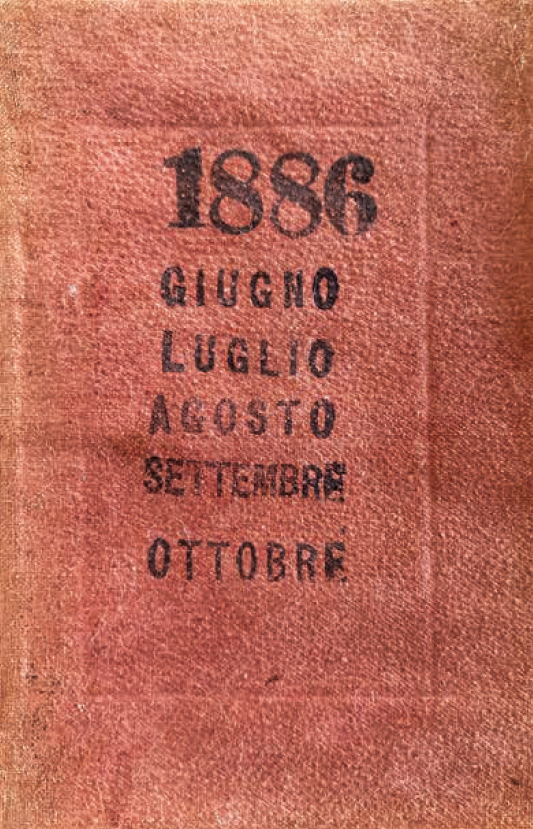 1886
GIUGNO
LUGLIO
AGOSTO
SETTEMBRE
OTTOBRE